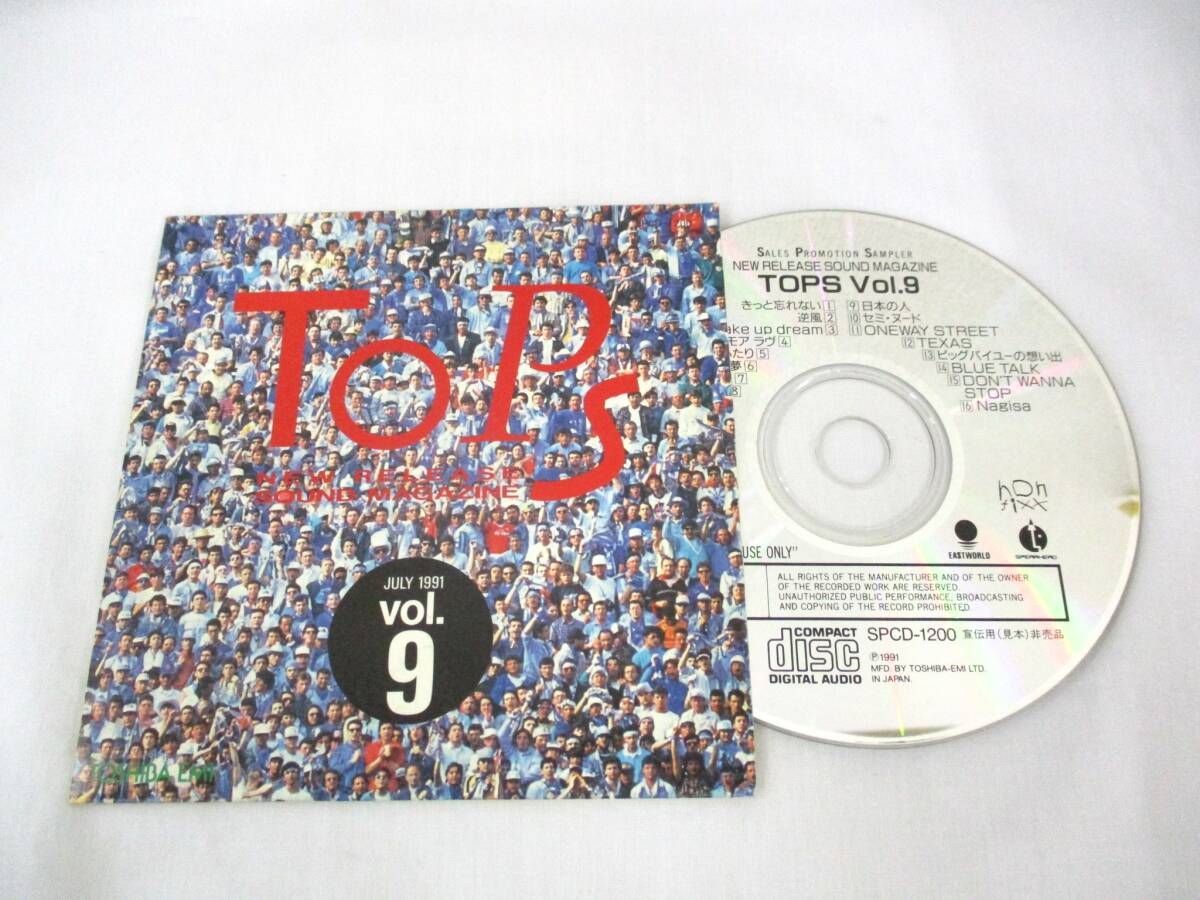 TOPS
NEW RELEASE
SOUND MAGAZINE
JULY 1991
vol.
9
TOSHIBA EMI
SALES PROMOTION SAMPLER
NEW RELEASE SOUND MAGAZINE
TOPS Vol.9
きっと忘れない 1
逆風 2
ake up dream 3
モア ラヴ 4
たり 5
夢 6
7
8
9 日本の人
10 セミ・ヌード
11 ONEWAY STREET
12 TEXAS
13 ビッグバイユーの想い出
14 BLUE TALK
15 DON'T WANNA
STOP
16 Nagisa
hDh
fixx
EASTWORLD
SPEARHEAD
USE ONLY"
ALL RIGHTS OF THE MANUFACTURER AND OF THE OWNER
OF THE RECORDED WORK ARE RESERVED.
UNAUTHORIZED PUBLIC PERFORMANCE, BROADCASTING
AND COPYING OF THE RECORD PROHIBITED.
COMPACT
disc
DIGITAL AUDIO
SPCD-1200 宣伝用(見本)非売品
Ⓟ1991
MFD. BY TOSHIBA-EMI LTD.
IN JAPAN.